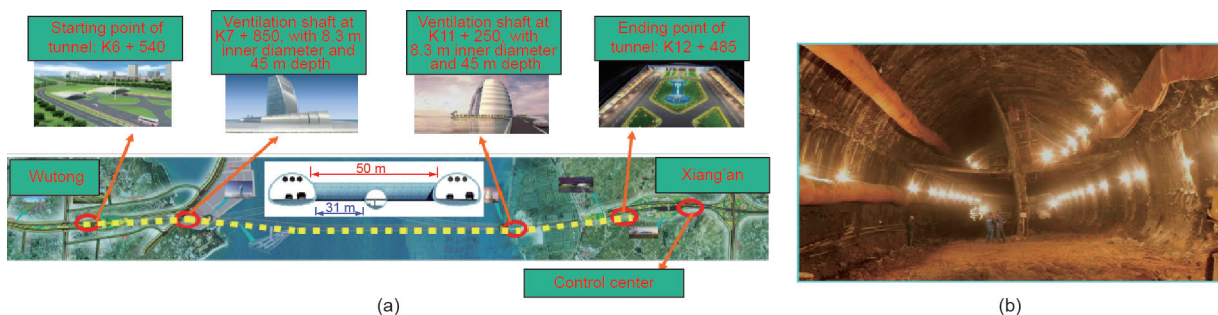 Starting point of
tunnel: K6 + 540
Ventilation shaft at
K7 + 850, with 8.3 m
inner diameter and
45 m depth
Ventilation shaft at
K11 + 250, with
8.3 m inner diameter
and 45 m depth
Ending point of
tunnel: K12 + 485
Wutong
50 m
31 m
Xiang'an
Control center
(a)
(b)